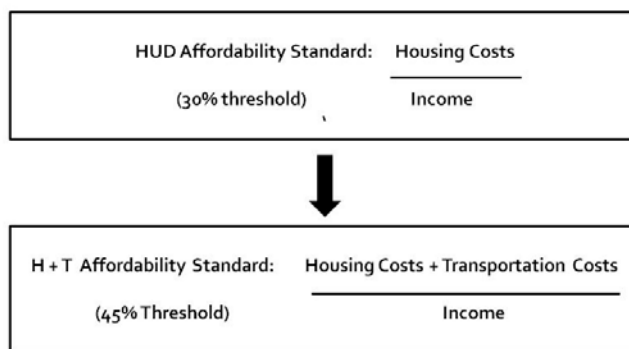 HUD Affordability Standard: Housing Costs
(30% threshold) Income
H + T Affordability Standard: Housing Costs + Transportation Costs
(45% Threshold) Income